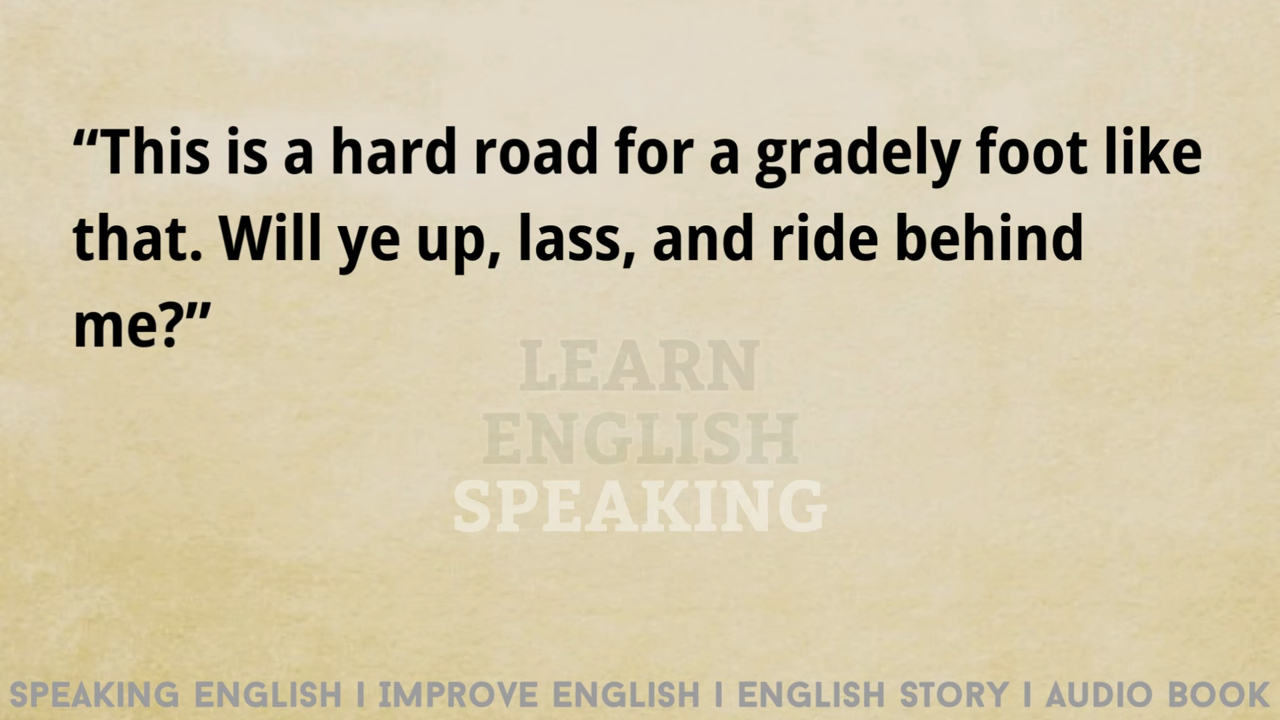 “This is a hard road for a gradely foot like
that. Will ye up, lass, and ride behind
me?”
LEARN
ENGLISH
SPEAKING
SPEAKING ENGLISH I IMPROVE ENGLISH I ENGLISH STORY I AUDIO BOOK